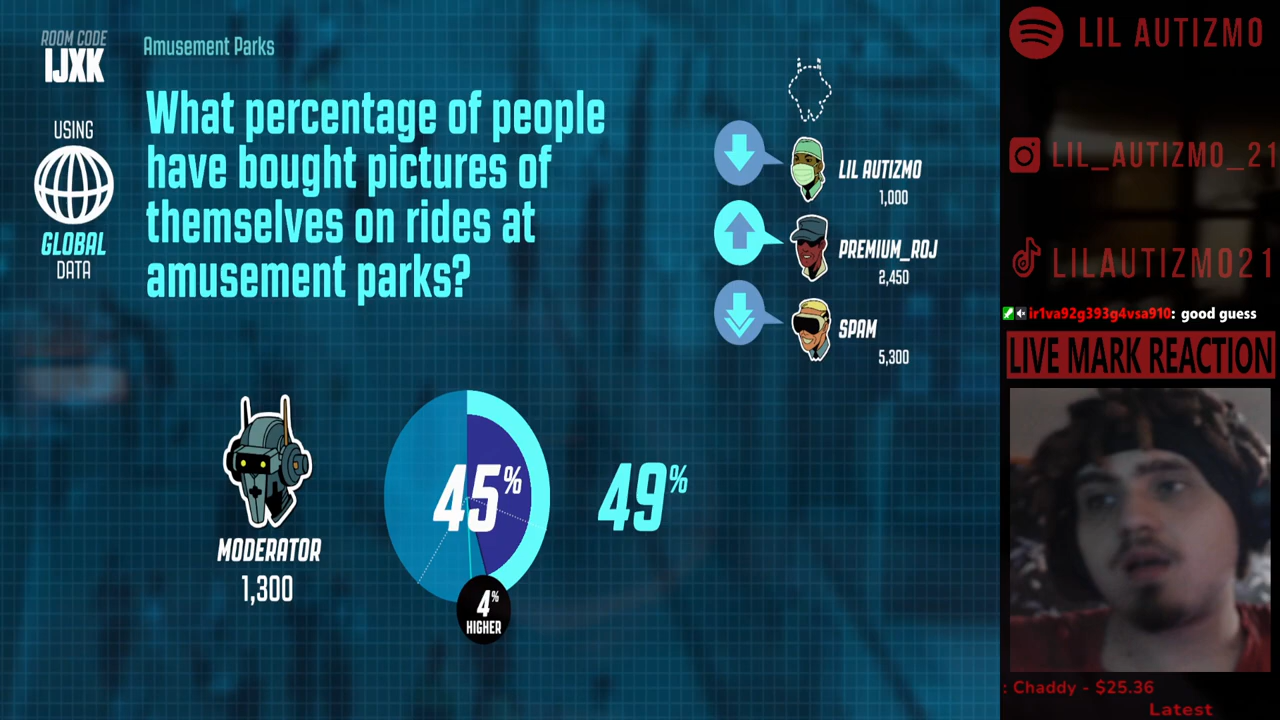 ROOM CODE
IJXK
Amusement Parks
What percentage of people
have bought pictures of
themselves on rides at
amusement parks?
USING
GLOBAL
DATA
LIL AUTIZMO
1,000
PREMIUM_ROJ
2,450
SPAM
5,300
MODERATOR
1,300
45%
49%
4%
HIGHER
LIL AUTIZMO
LIL_AUTIZMO_21
LILAUTIZMO21
ir1va92g393g4vsa910: good guess
LIVE MARK REACTION
: Chaddy - $25.36
Latest